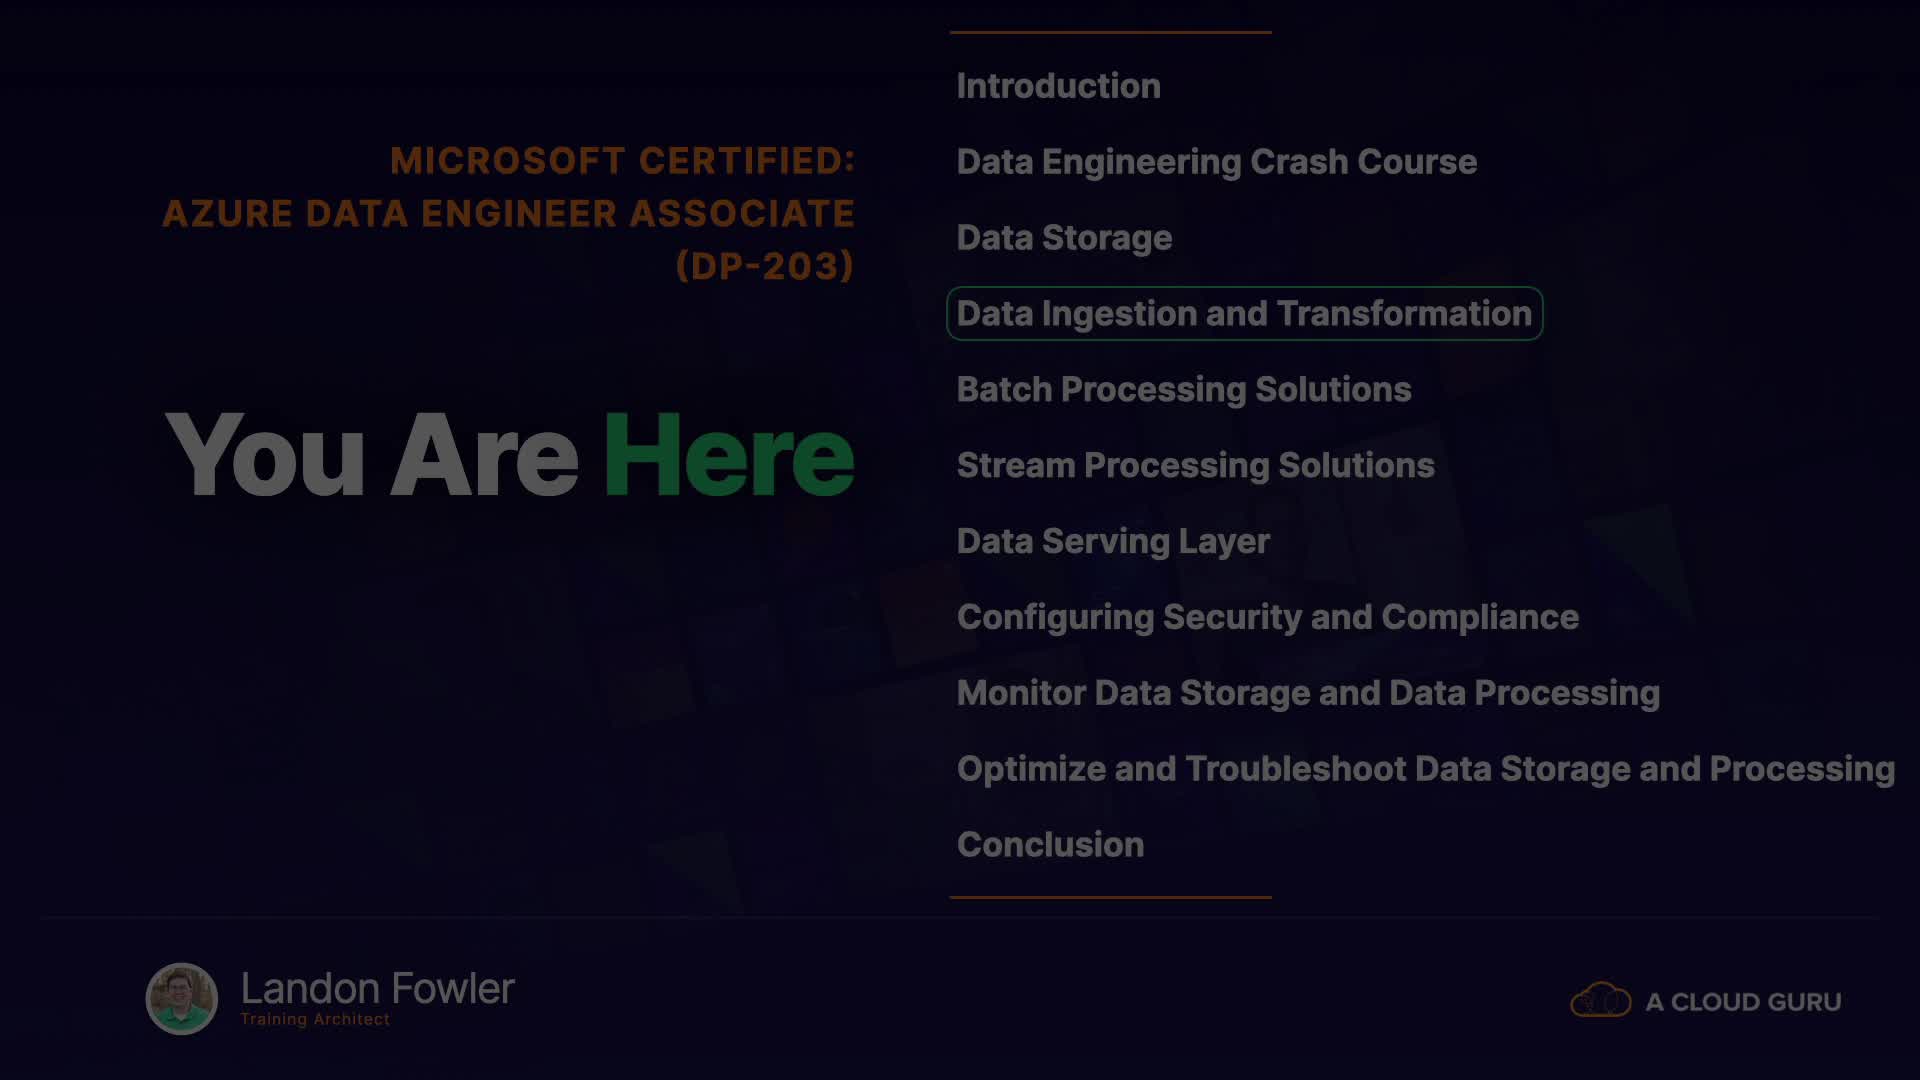 MICROSOFT CERTIFIED:
AZURE DATA ENGINEER ASSOCIATE
(DP-203)
You Are Here
Introduction
Data Engineering Crash Course
Data Storage
Data Ingestion and Transformation
Batch Processing Solutions
Stream Processing Solutions
Data Serving Layer
Configuring Security and Compliance
Monitor Data Storage and Data Processing
Optimize and Troubleshoot Data Storage and Processing
Conclusion
Landon Fowler
Training Architect
A CLOUD GURU